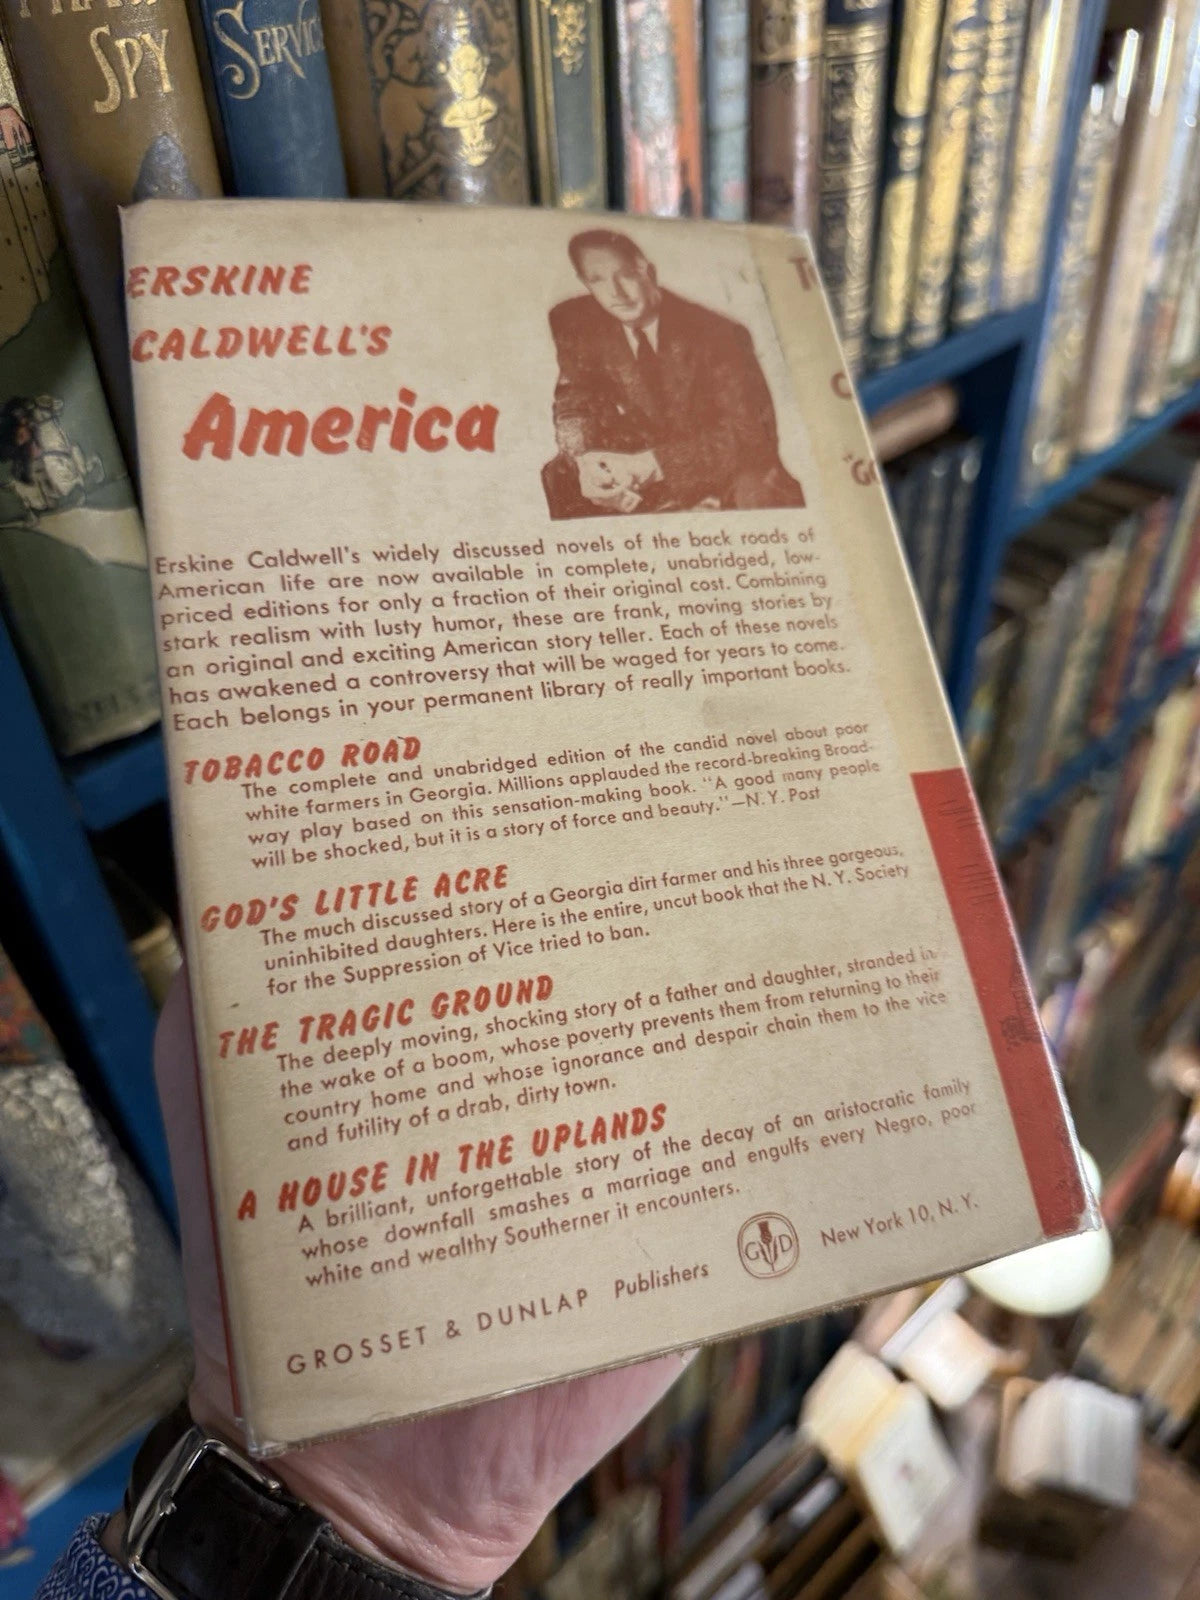 SPY
SERVIC
ERSKINE
CALDWELL'S
America
Erskine Caldwell's widely discussed novels of the back roads of
American life are now available in complete, unabridged, low-
priced editions for only a fraction of their original cost. Combining
stark realism with lusty humor, these are frank, moving stories by
an original and exciting American story teller. Each of these novels
has awakened a controversy that will be waged for years to come.
Each belongs in your permanent library of really important books.
TOBACCO ROAD
The complete and unabridged edition of the candid novel about poor
white farmers in Georgia. Millions applauded the record-breaking Broad-
way play based on this sensation-making book. "A good many people
will be shocked, but it is a story of force and beauty."—N.Y. Post
GOD'S LITTLE ACRE
The much discussed story of a Georgia dirt farmer and his three gorgeous,
uninhibited daughters. Here is the entire, uncut book that the N.Y. Society
for the Suppression of Vice tried to ban.
THE TRAGIC GROUND
The deeply moving, shocking story of a father and daughter, stranded in
the wake of a boom, whose poverty prevents them from returning to their
country home and whose ignorance and despair chain them to the vice
and futility of a drab, dirty town.
A HOUSE IN THE UPLANDS
A brilliant, unforgettable story of the decay of an aristocratic family
whose downfall smashes a marriage and engulfs every Negro, poor
white and wealthy Southerner it encounters.
GROSSET & DUNLAP Publishers G D New York 10, N. Y.